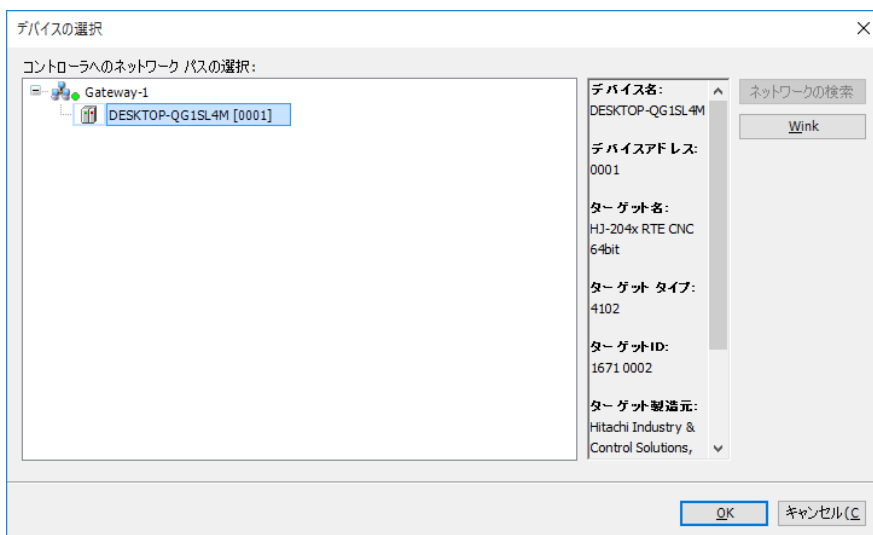 デバイスの選択
コントローラへのネットワーク パスの選択:
Gateway-1
DESKTOP-QG1SL4M [0001]
デバイス名:
DESKTOP-QG1SL4M
デバイスアドレス:
0001
ターゲット名:
HJ-204x RTE CNC
64bit
ターゲット タイプ:
4102
ターゲットID:
1671 0002
ターゲット製造元:
Hitachi Industry &
Control Solutions,
ネットワークの検索
Wink
OK
キャンセル(C